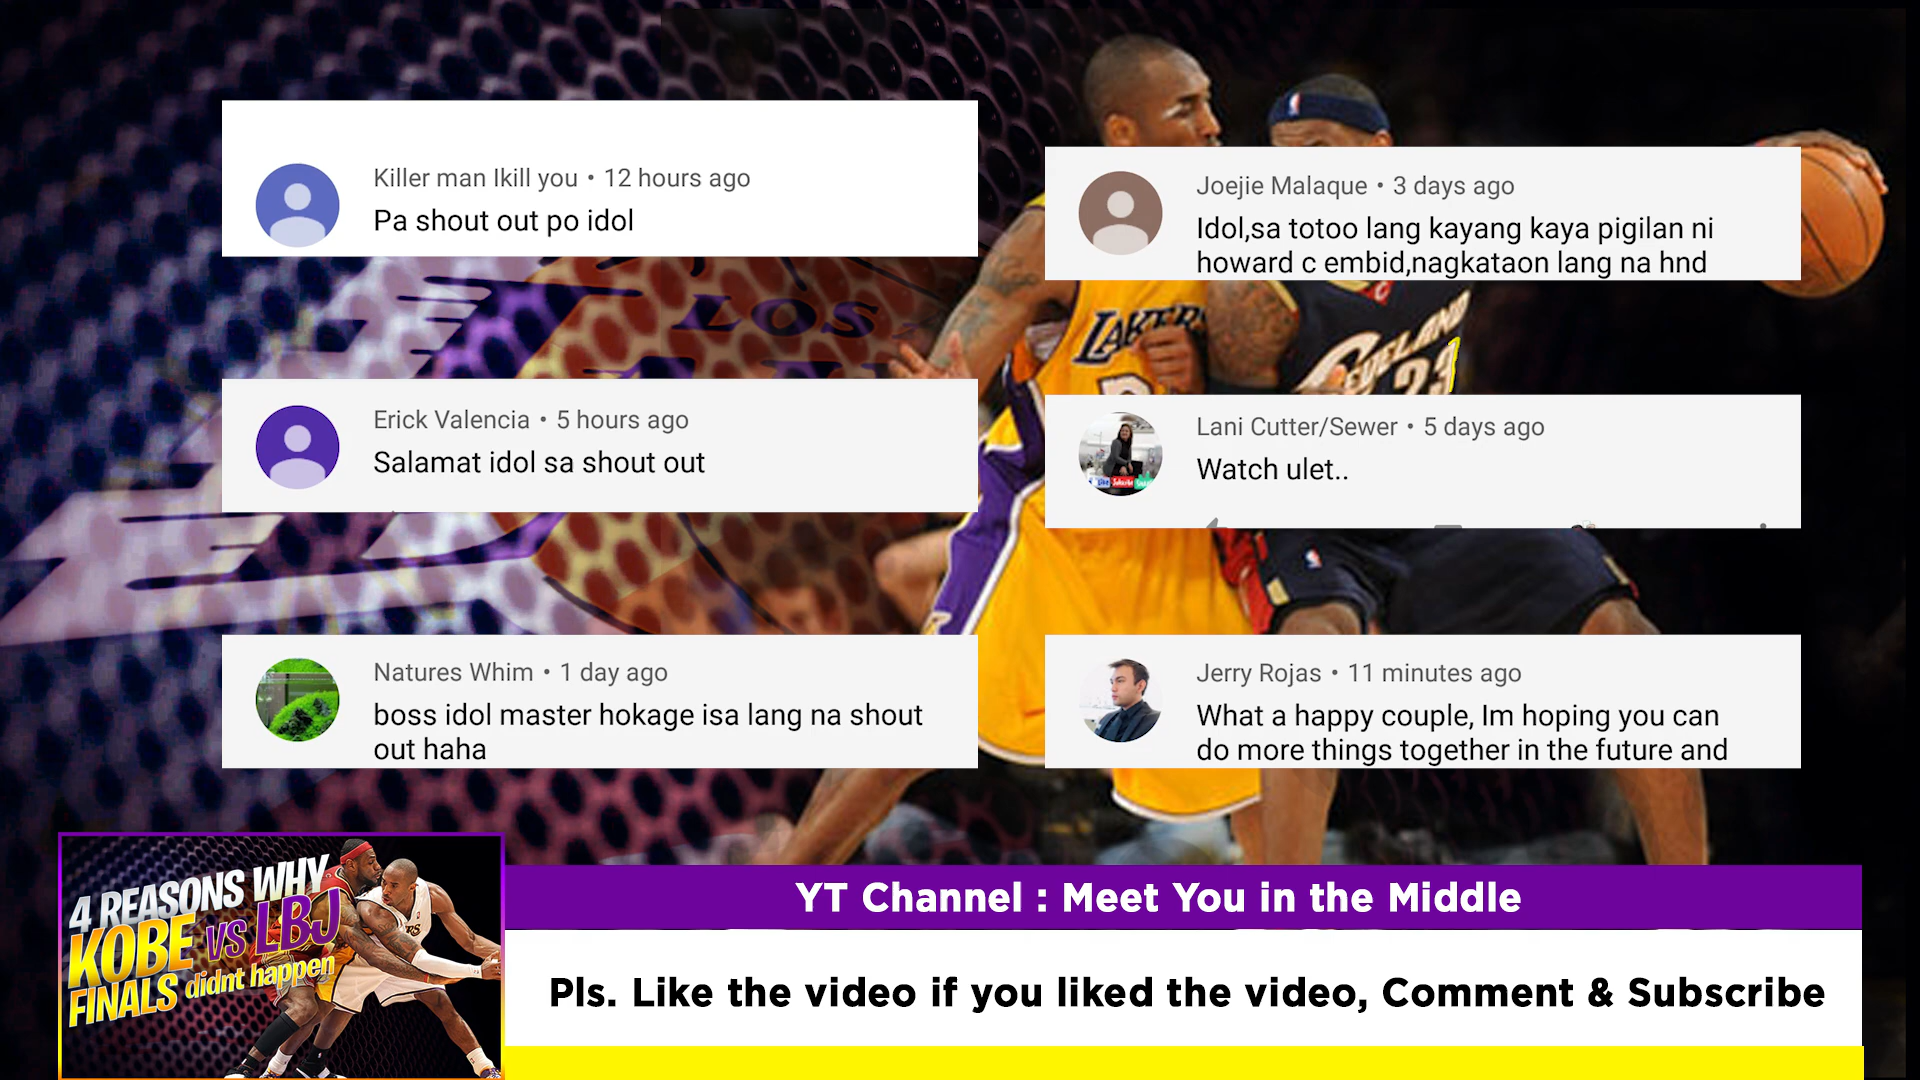 Killer man Ikill you • 12 hours ago
Pa shout out po idol
Erick Valencia • 5 hours ago
Salamat idol sa shout out
Natures Whim • 1 day ago
boss idol master hokage isa lang na shout
out haha
Joejie Malaque • 3 days ago
Idol,sa totoo lang kayang kaya pigilan ni
howard c embid,nagkataon lang na hnd
Lani Cutter/Sewer • 5 days ago
Watch ulet..
Jerry Rojas • 11 minutes ago
What a happy couple, Im hoping you can
do more things together in the future and
LOS
LAKERS
CLEVELAND
23
4 REASONS WHY
KOBE VS LBJ
FINALS didnt happen
YT Channel : Meet You in the Middle
Pls. Like the video if you liked the video, Comment & Subscribe